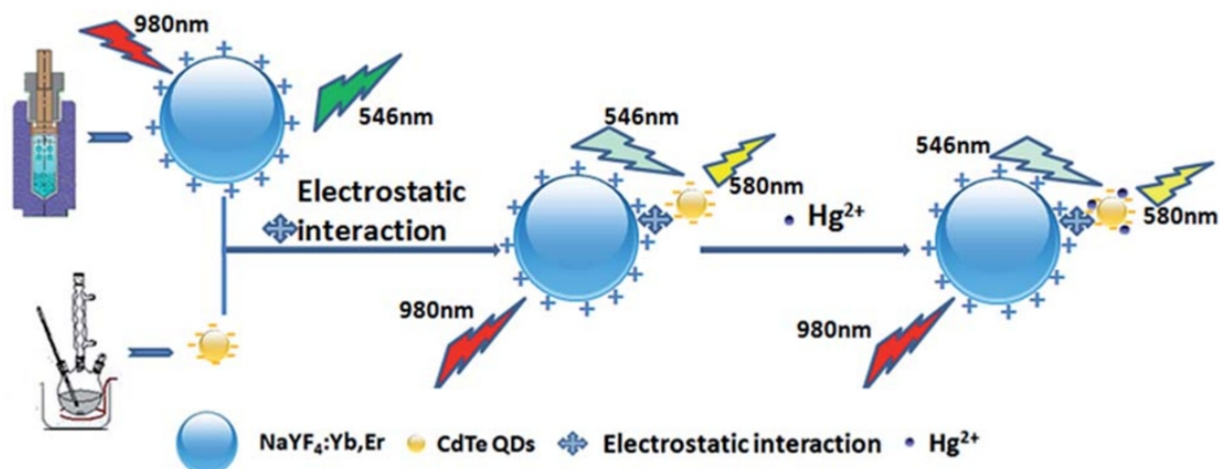 980nm
546nm
Electrostatic
interaction
546nm
580nm
Hg²⁺
546nm
580nm
980nm
980nm
NaYF₄:Yb,Er
CdTe QDs
Electrostatic interaction
Hg²⁺